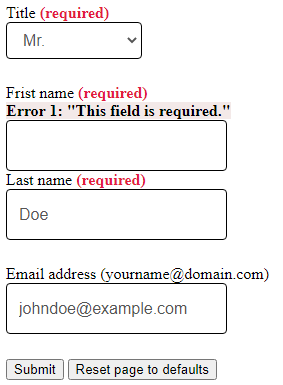 Title (required)
Mr.
Frist name (required)
Error 1: "This field is required."
Last name (required)
Doe
Email address (yourname@domain.com)
johndoe@example.com
Submit Reset page to defaults